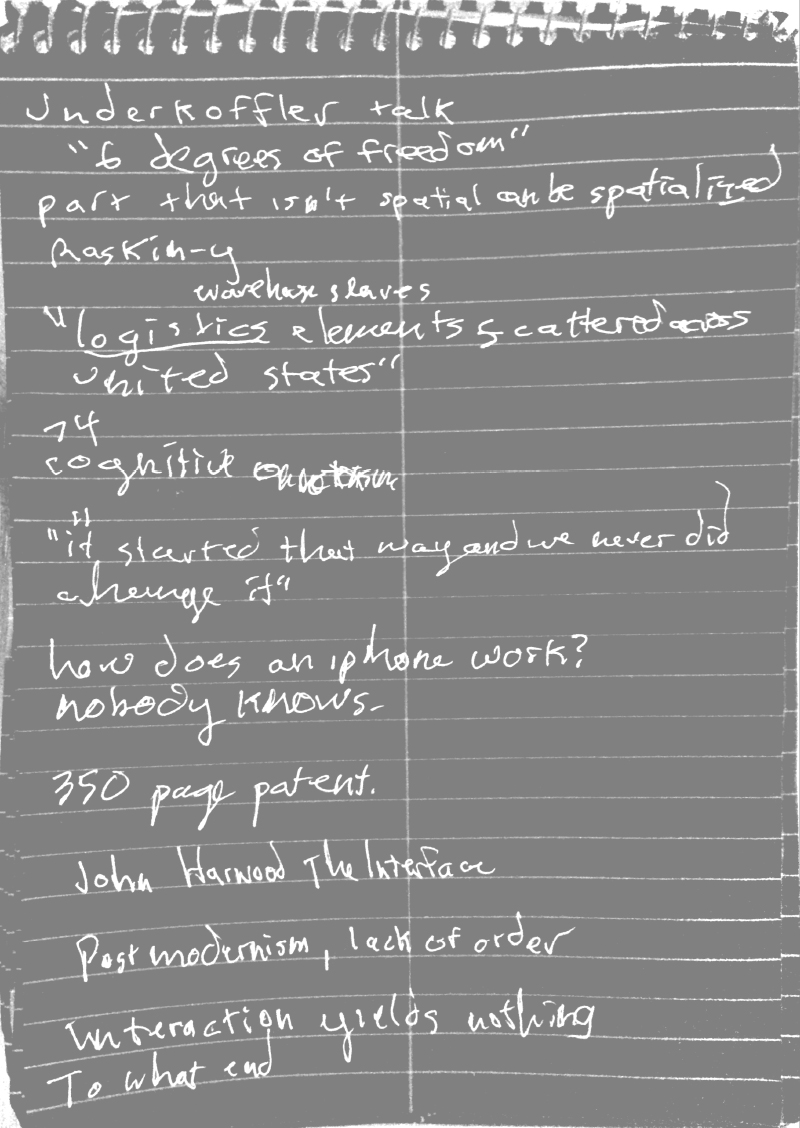 Underkoffler talk
"6 degrees of freedom"
part that isn't spatial can be spatialized
Raskin-y
warehouse slaves
"logistics elements scattered across
United states"
74
cognitive
"it started that way and we never did
change it"
how does an iphone work?
nobody knows-
350 page patent.
John Harwood The Interface
Postmodernism, lack of order
Interaction yields nothing
To what end